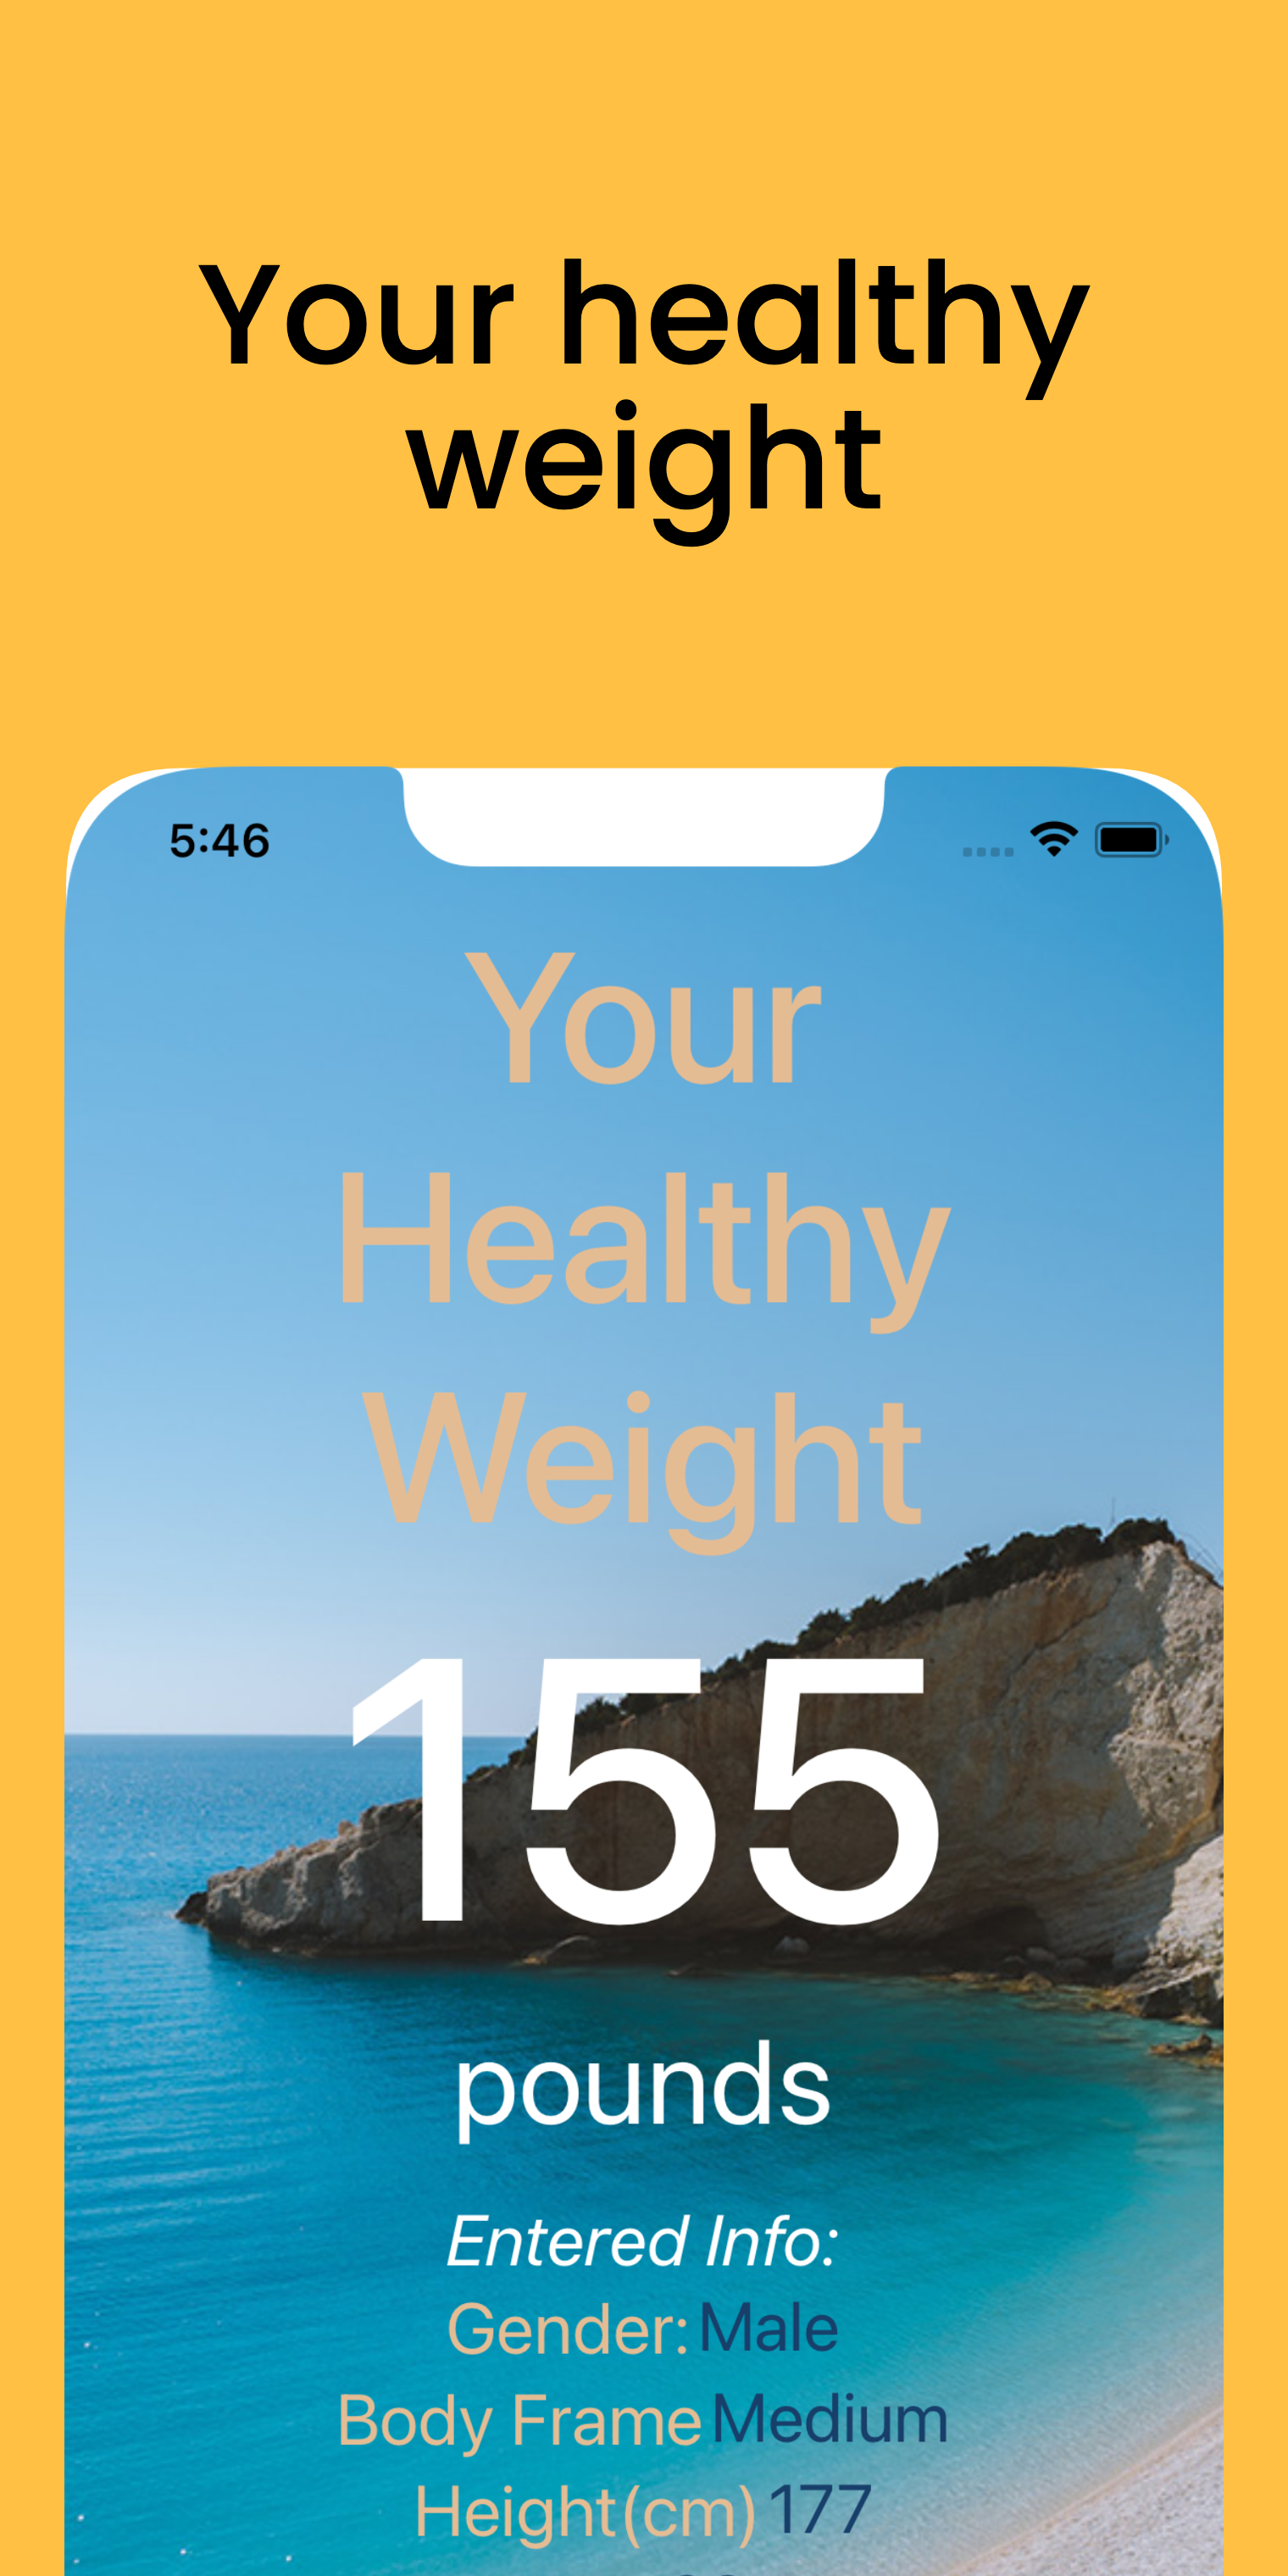 Your healthy
weight
5:46
Your
Healthy
Weight
155
pounds
Entered Info:
Gender: Male
Body Frame Medium
Height(cm) 177